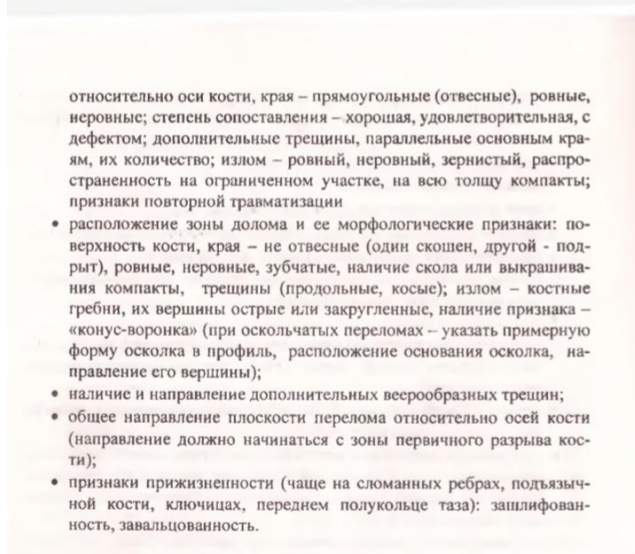 относительно оси кости, края – прямоугольные (отвесные), ровные,
неровные; степень сопоставления – хорошая, удовлетворительная, с
дефектом; дополнительные трещины, параллельные основным кра-
ям, их количество; излом – ровный, неровный, зернистый, распро-
страненность на ограниченном участке, на всю толщу компакты;
признаки повторной травматизации
• расположение зоны долома и ее морфологические признаки: по-
верхность кости, края – не отвесные (один скошен, другой - под-
рыт), ровные, неровные, зубчатые, наличие скола или выкрашива-
ния компакты, трещины (продольные, косые); излом – костные
гребни, их вершины острые или закругленные, наличие признака –
«конус-воронка» (при оскольчатых переломах – указать примерную
форму осколка в профиль, расположение основания осколка, на-
правление его вершины);
• наличие и направление дополнительных веерообразных трещин;
• общее направление плоскости перелома относительно осей кости
(направление должно начинаться с зоны первичного разрыва кос-
ти);
• признаки прижизненности (чаще на сломанных ребрах, подъязыч-
ной кости, ключицах, переднем полукольце таза): зашлифован-
ность, завальцованность.